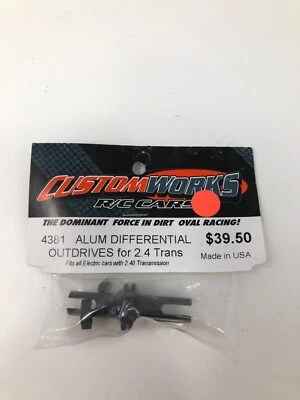 CUSTOMWORKS
R/C CARS
THE DOMINANT FORCE IN DIRT OVAL RACING!
4381 ALUM DIFFERENTIAL $39.50
OUTDRIVES for 2.4 Trans Made in USA
Fits all Electric cars with 2.40 Transmission